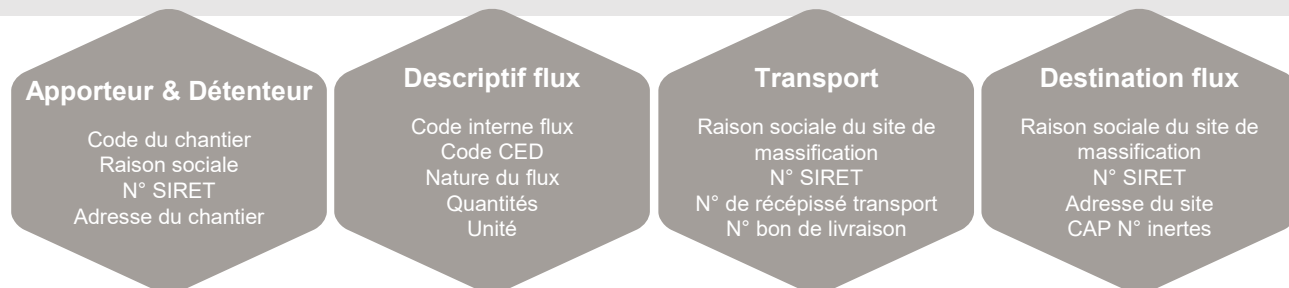 Apporteur & Détenteur
Code du chantier
Raison sociale
N° SIRET
Adresse du chantier
Descriptif flux
Code interne flux
Code CED
Nature du flux
Quantités
Unité
Transport
Raison sociale du site de
massification
N° SIRET
N° de récépissé transport
N° bon de livraison
Destination flux
Raison sociale du site de
massification
N° SIRET
Adresse du site
CAP N° inertes